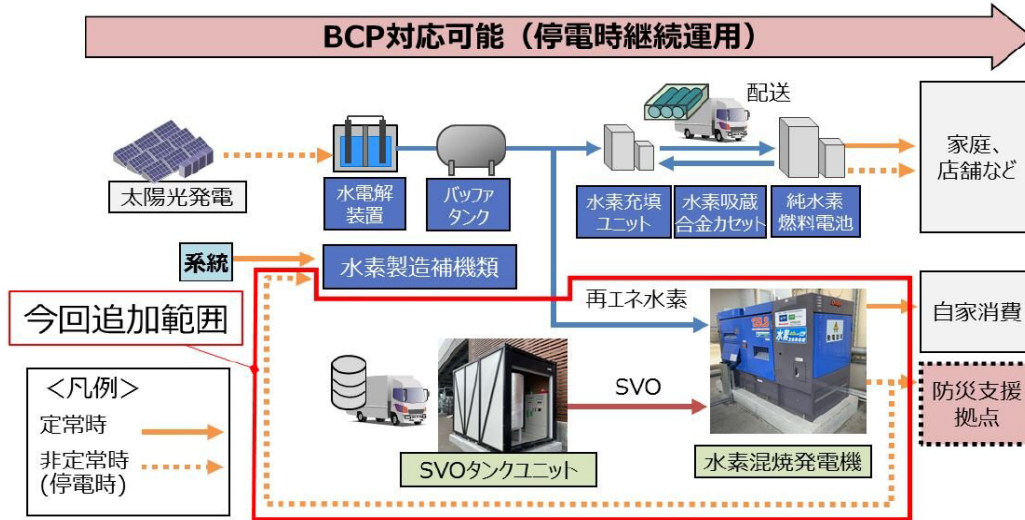 BCP対応可能（停電時継続運用）
配送
太陽光発電
水電解
装置
バッファ
タンク
水素充填
ユニット
水素吸蔵
合金カセット
純水素
燃料電池
家庭、
店舗など
系統
水素製造補機類
今回追加範囲
再エネ水素
自家消費
<凡例>
定常時
非定常時
(停電時)
SVO
防災支援
拠点
SVOタンクユニット
水素混焼発電機
水素